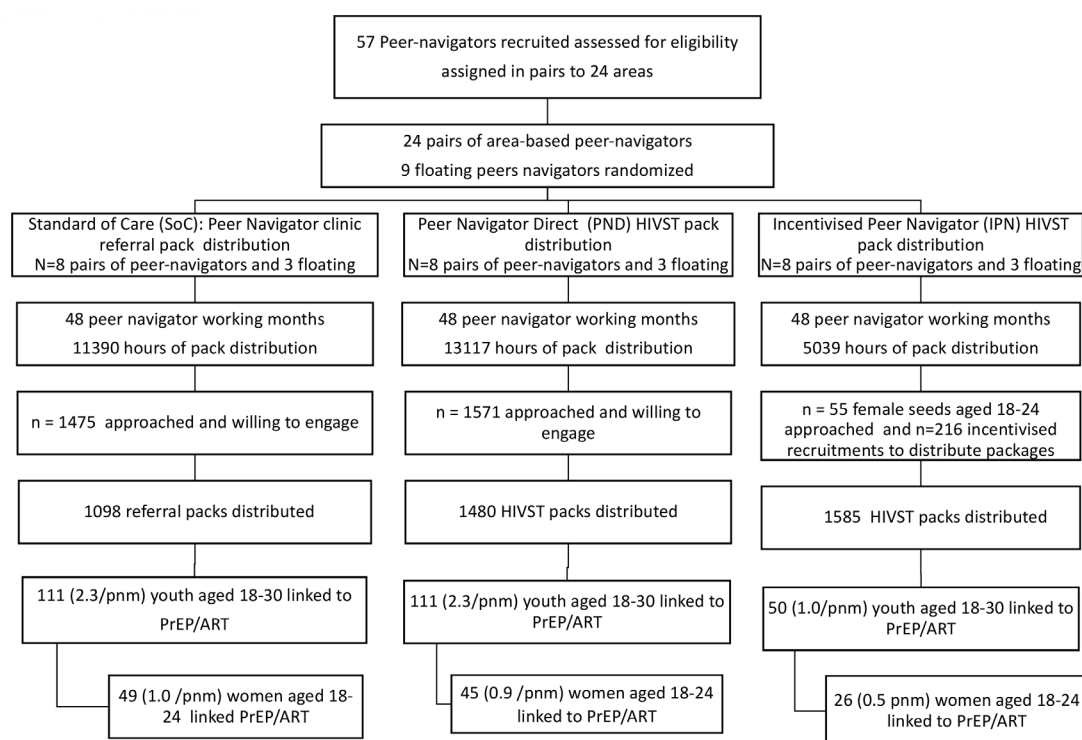 57 Peer-navigators recruited assessed for eligibility
assigned in pairs to 24 areas
24 pairs of area-based peer-navigators
9 floating peers navigators randomized
Standard of Care (SoC): Peer Navigator clinic
referral pack distribution
N=8 pairs of peer-navigators and 3 floating
Peer Navigator Direct (PND) HIVST pack
distribution
N=8 pairs of peer-navigators and 3 floating
Incentivised Peer Navigator (IPN) HIVST
pack distribution
N=8 pairs of peer-navigators and 3 floating
48 peer navigator working months
11390 hours of pack distribution
48 peer navigator working months
13117 hours of pack distribution
48 peer navigator working months
5039 hours of pack distribution
n = 1475 approached and willing to engage
n = 1571 approached and willing to
engage
n = 55 female seeds aged 18-24
approached and n=216 incentivised
recruitments to distribute packages
1098 referral packs distributed
1480 HIVST packs distributed
1585 HIVST packs distributed
111 (2.3/pnm) youth aged 18-30 linked to
PrEP/ART
111 (2.3/pnm) youth aged 18-30 linked to
PrEP/ART
50 (1.0/pnm) youth aged 18-30 linked to
PrEP/ART
49 (1.0 /pnm) women aged 18-
24 linked PrEP/ART
45 (0.9 /pnm) women aged 18-24
linked to PrEP/ART
26 (0.5 pnm) women aged 18-24
linked to PrEP/ART